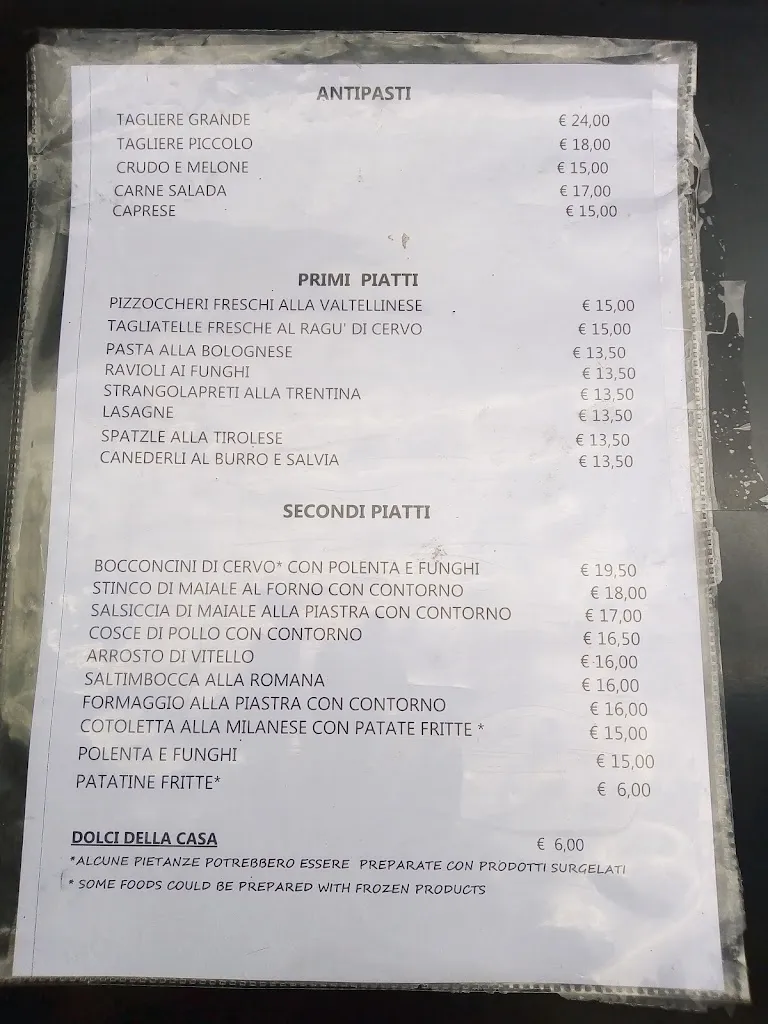 ANTIPASTI
TAGLIERE GRANDE € 24,00
TAGLIERE PICCOLO € 18,00
CRUDO E MELONE € 15,00
CARNE SALADA € 17,00
CAPRESE € 15,00
PRIMI PIATTI
PIZZOCCHERI FRESCHI ALLA VALTELLINESE € 15,00
TAGLIATELLE FRESCHE AL RAGU' DI CERVO € 15,00
PASTA ALLA BOLOGNESE € 13,50
RAVIOLI AI FUNGHI € 13,50
STRANGOLAPRETI ALLA TRENTINA € 13,50
LASAGNE € 13,50
SPATZLE ALLA TIROLESE € 13,50
CANEDERLI AL BURRO E SALVIA € 13,50
SECONDI PIATTI
BOCCONCINI DI CERVO* CON POLENTA E FUNGHI € 19,50
STINCO DI MAIALE AL FORNO CON CONTORNO € 18,00
SALSICCIA DI MAIALE ALLA PIASTRA CON CONTORNO € 17,00
COSCE DI POLLO CON CONTORNO € 16,50
ARROSTO DI VITELLO € 16,00
SALTIMBOCCA ALLA ROMANA € 16,00
FORMAGGIO ALLA PIASTRA CON CONTORNO € 16,00
COTOLETTA ALLA MILANESE CON PATATE FRITTE * € 15,00
POLENTA E FUNGHI € 15,00
PATATINE FRITTE* € 6,00
DOLCI DELLA CASA € 6,00
*ALCUNE PIETANZE POTREBBERO ESSERE PREPARATE CON PRODOTTI SURGELATI
* SOME FOODS COULD BE PREPARED WITH FROZEN PRODUCTS